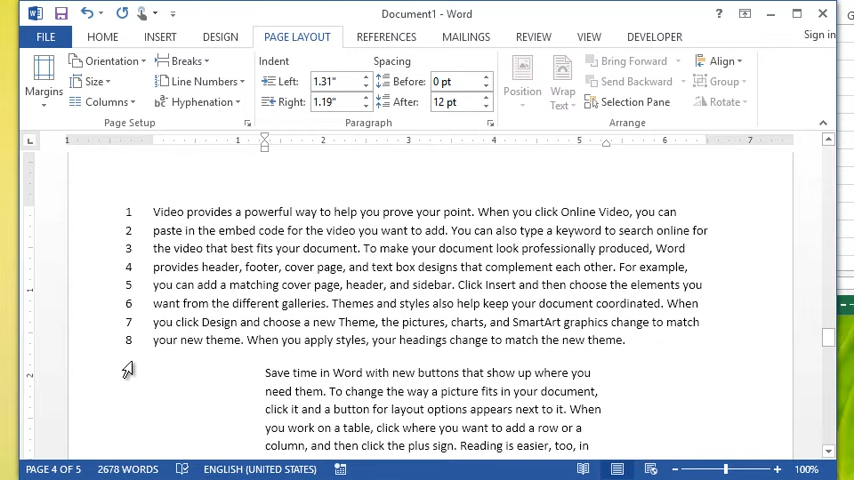 Document1 - Word
?
FILE HOME INSERT DESIGN PAGE LAYOUT REFERENCES MAILINGS REVIEW VIEW DEVELOPER Sign in
Margins
Orientation Breaks
Size Line Numbers
Columns Hyphenation
Page Setup
Indent Spacing
Left: 1.31" Before: 0 pt
Right: 1.19" After: 12 pt
Paragraph
Position Wrap Text
Bring Forward Align
Send Backward Group
Selection Pane Rotate
Arrange
1 1 2 3 4 5 6 7
1 Video provides a powerful way to help you prove your point. When you click Online Video, you can
2 paste in the embed code for the video you want to add. You can also type a keyword to search online for
3 the video that best fits your document. To make your document look professionally produced, Word
4 provides header, footer, cover page, and text box designs that complement each other. For example,
5 you can add a matching cover page, header, and sidebar. Click Insert and then choose the elements you
6 want from the different galleries. Themes and styles also help keep your document coordinated. When
7 you click Design and choose a new Theme, the pictures, charts, and SmartArt graphics change to match
8 your new theme. When you apply styles, your headings change to match the new theme.
Save time in Word with new buttons that show up where you
need them. To change the way a picture fits in your document,
click it and a button for layout options appears next to it. When
you work on a table, click where you want to add a row or a
column, and then click the plus sign. Reading is easier, too, in
1
2
PAGE 4 OF 5 2678 WORDS ENGLISH (UNITED STATES) 100%